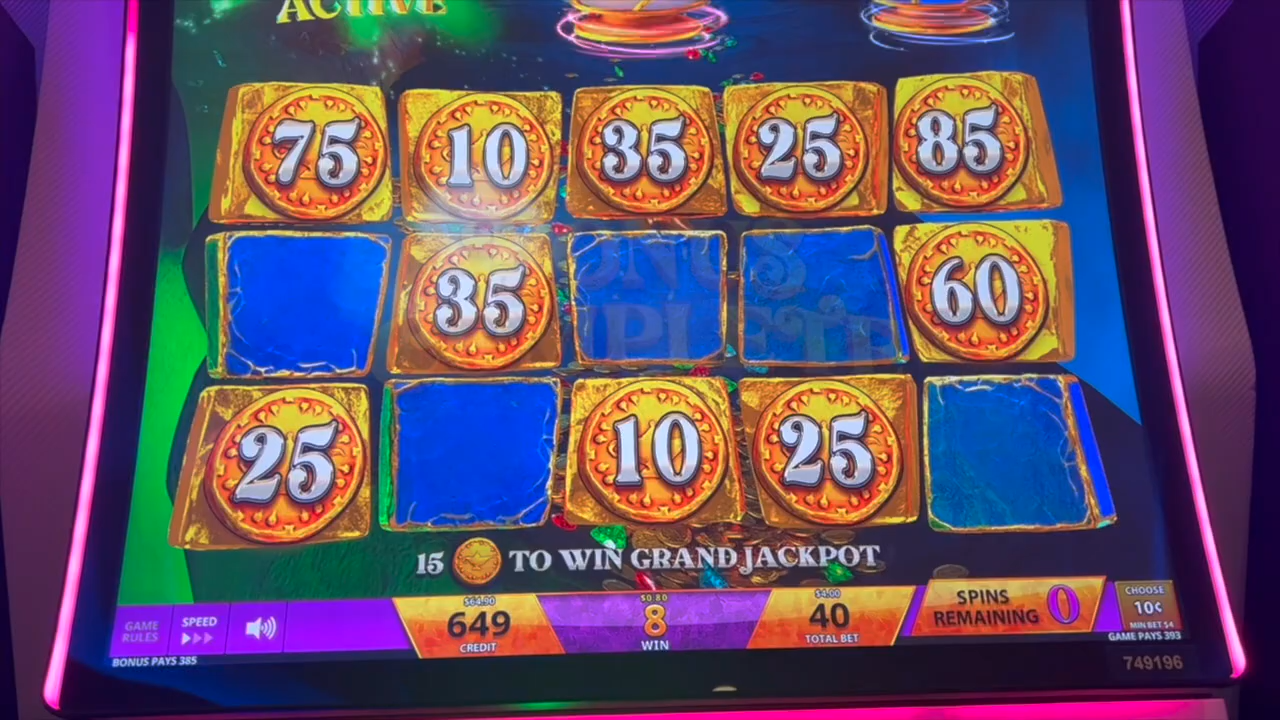 ACTIVE
75 10 35 25 85
35 60
BONUS
COMPLETE
25 10 25
15 TO WIN GRAND JACKPOT
GAME RULES
SPEED
$64.90
649
CREDIT
$0.80
8
WIN
$4.00
40
TOTAL BET
SPINS
REMAINING 0
CHOOSE
10¢
MIN BET $4
BONUS PAYS 385
GAME PAYS 393
749196